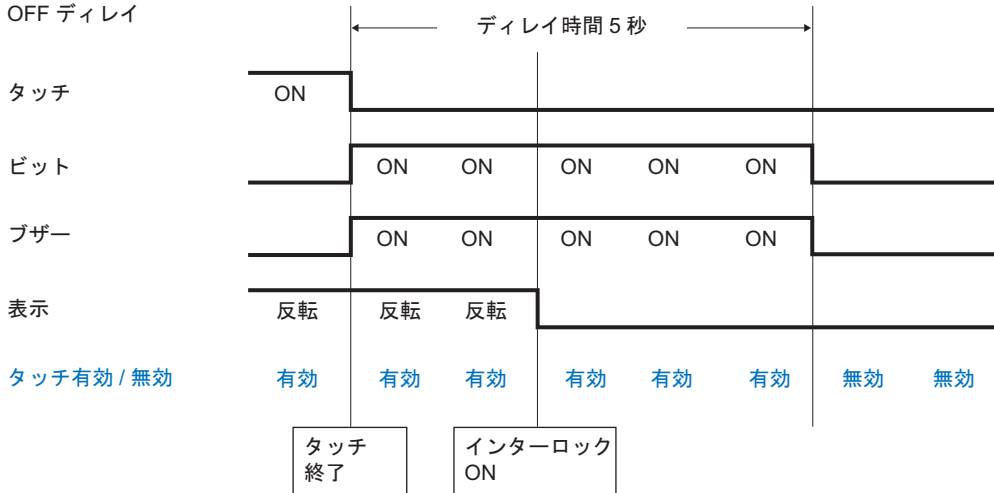 OFF ディレイ
ディレイ時間 5 秒
タッチ ON
ビット ON ON ON ON ON
ブザー ON ON ON ON ON
表示 反転 反転 反転
タッチ有効 / 無効 有効 有効 有効 有効 有効 有効 無効 無効
タッチ
終了
インターロック
ON